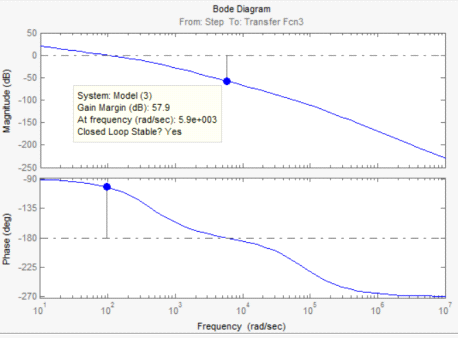 Bode Diagram
From: Step To: Transfer Fcn3
Magnitude (dB)
50
0
-50
-100
-150
-200
-250
System: Model (3)
Gain Margin (dB): 57.9
At frequency (rad/sec): 5.9e+003
Closed Loop Stable? Yes
Phase (deg)
-90
-135
-180
-225
-270
10^1 10^2 10^3 10^4 10^5 10^6 10^7
Frequency (rad/sec)